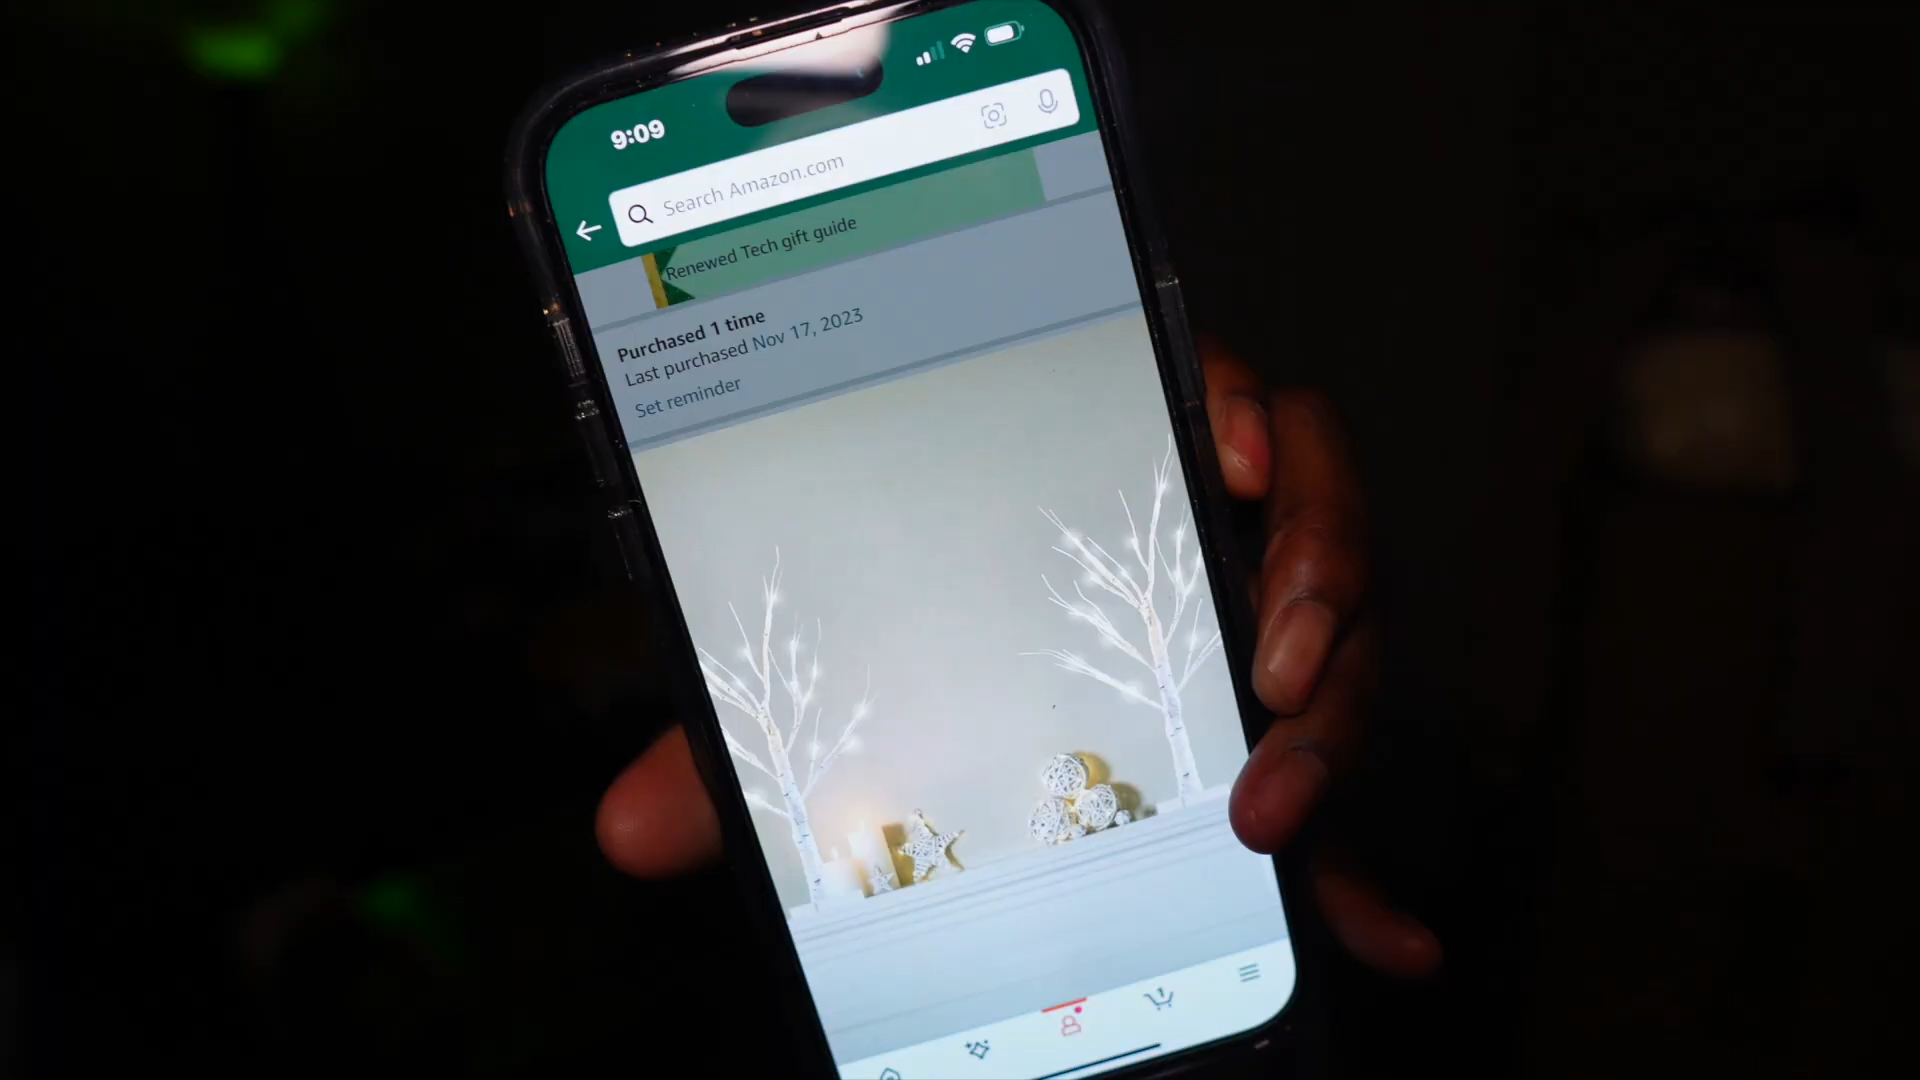 9:09
Search Amazon.com
Renewed Tech gift guide
Purchased 1 time
Last purchased Nov 17, 2023
Set reminder
1